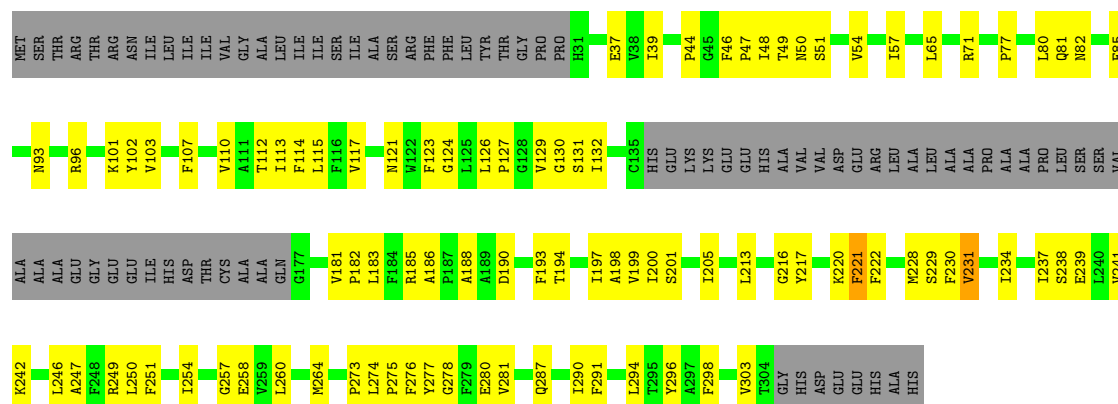 MET SER THR ARG THR ARG ASN ILE LEU ILE ILE ILE VAL GLY ALA LEU ILE ILE SER ILE ALA SER ARG PHE PHE LEU TYR THR GLY PRO PRO H31 E37 V38 I39 P44 G45 F46 P47 I48 T49 N50 S51 V54 I57 L65 R71 P77 L80 Q81 N82
N93 R96 K101 Y102 V103 F107 V110 A111 T112 I113 F114 L115 F116 V117 N121 W122 F123 G124 L125 L126 P127 G128 V129 G130 S131 I132 C135 HIS GLU LYS LYS GLU GLU HIS ALA VAL VAL ASP GLU ARG LEU ALA LEU ALA ALA PRO ALA ALA PRO LEU SER SER VAL
ALA ALA ALA GLU GLY GLU GLU ILE HIS ASP THR CYS ALA ALA GLN G177 V181 P182 L183 F184 R185 A186 P187 A188 A189 D190 F193 T194 I197 A198 V199 I200 S201 I205 L213 G216 Y217 K220 F221 F222 M228 S229 F230 V231 I234 I237 S238 E239 L240 V241
K242 L246 A247 F248 R249 L250 F251 I254 G257 E258 V259 L260 M264 P273 L274 P275 F276 Y277 G278 F279 E280 V281 Q287 I290 F291 L294 T295 Y296 A297 F298 V303 T304 GLY HIS ASP GLU GLU HIS ALA HIS